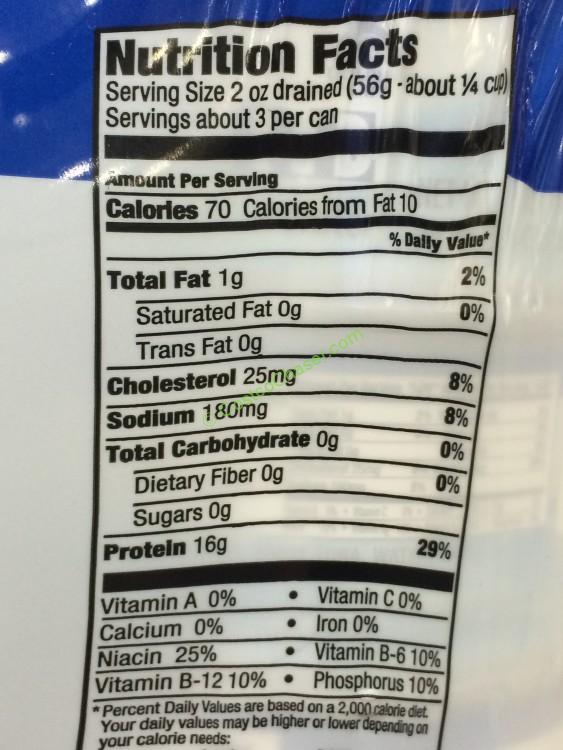 Nutrition Facts
Serving Size 2 oz drained (56g - about ¼ cup)
Servings about 3 per can
Amount Per Serving
Calories 70 Calories from Fat 10
% Daily Value*
Total Fat 1g 2%
Saturated Fat 0g 0%
Trans Fat 0g
Cholesterol 25mg 8%
Sodium 180mg 8%
Total Carbohydrate 0g 0%
Dietary Fiber 0g 0%
Sugars 0g
Protein 16g 29%
Vitamin A 0% • Vitamin C 0%
Calcium 0% • Iron 0%
Niacin 25% • Vitamin B-6 10%
Vitamin B-12 10% • Phosphorus 10%
*Percent Daily Values are based on a 2,000 calorie diet.
Your daily values may be higher or lower depending on
your calorie needs: